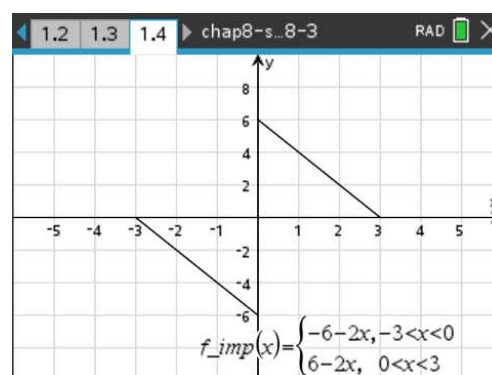 1.2 1.3 1.4 chap8-s...8-3 RAD
y
8
6
4
2
-5 -4 -3 -2 -1 1 2 3 4 5
-2
-4
-6
f_imp(x)={-6-2x,-3<x<0
6-2x, 0<x<3